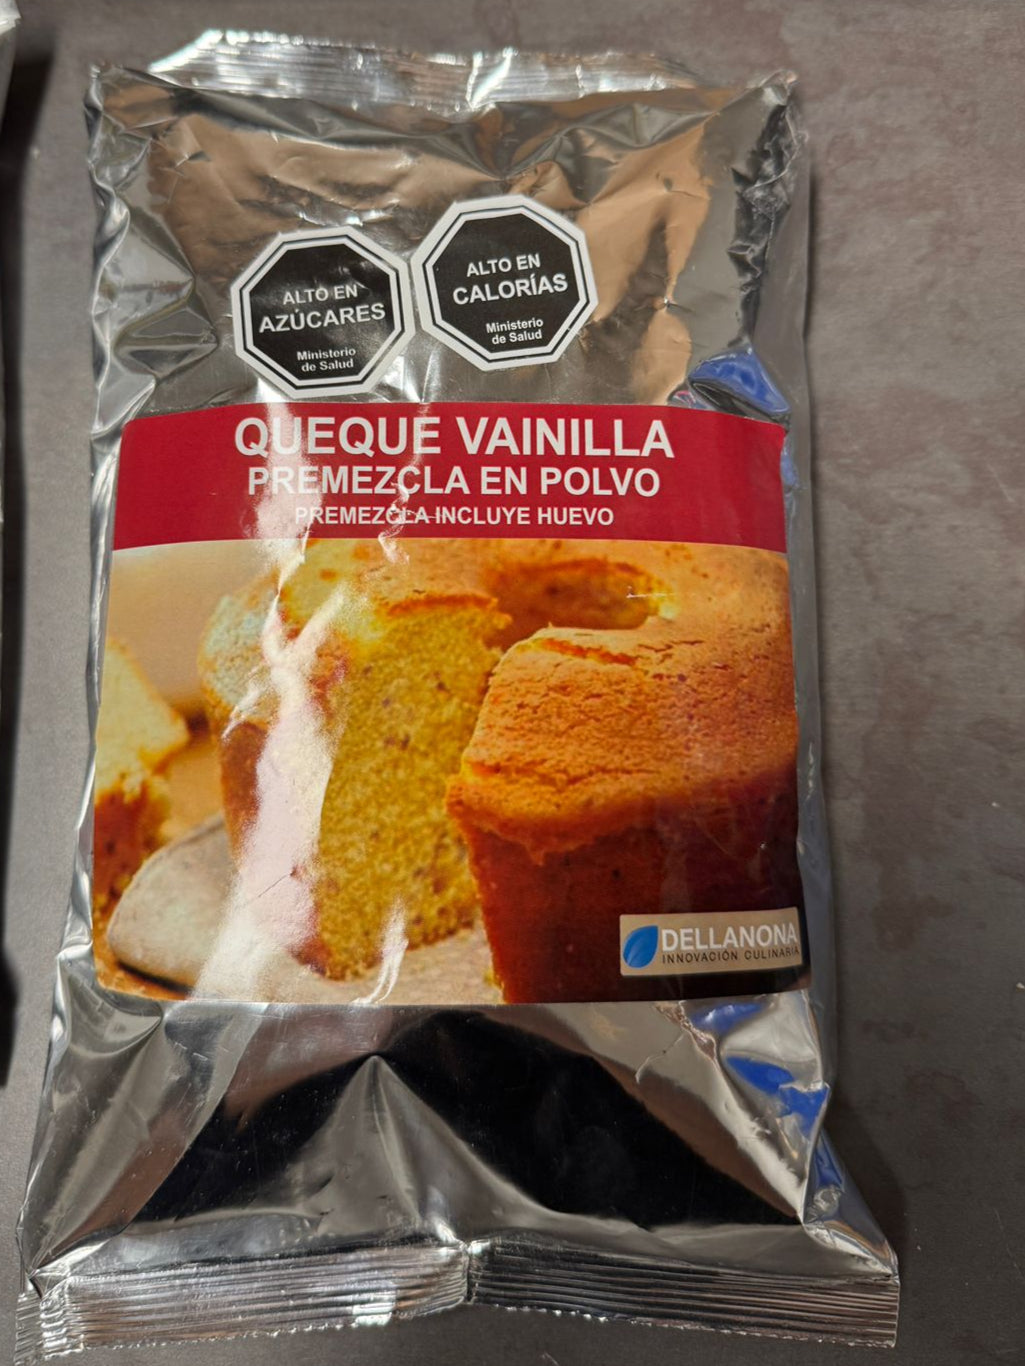 ALTO EN
AZÚCARES
Ministerio
de Salud
ALTO EN
CALORÍAS
Ministerio
de Salud
QUEQUE VAINILLA
PREMEZCLA EN POLVO
PREMEZCLA INCLUYE HUEVO
DELLANONA
INNOVACIÓN CULINARIA